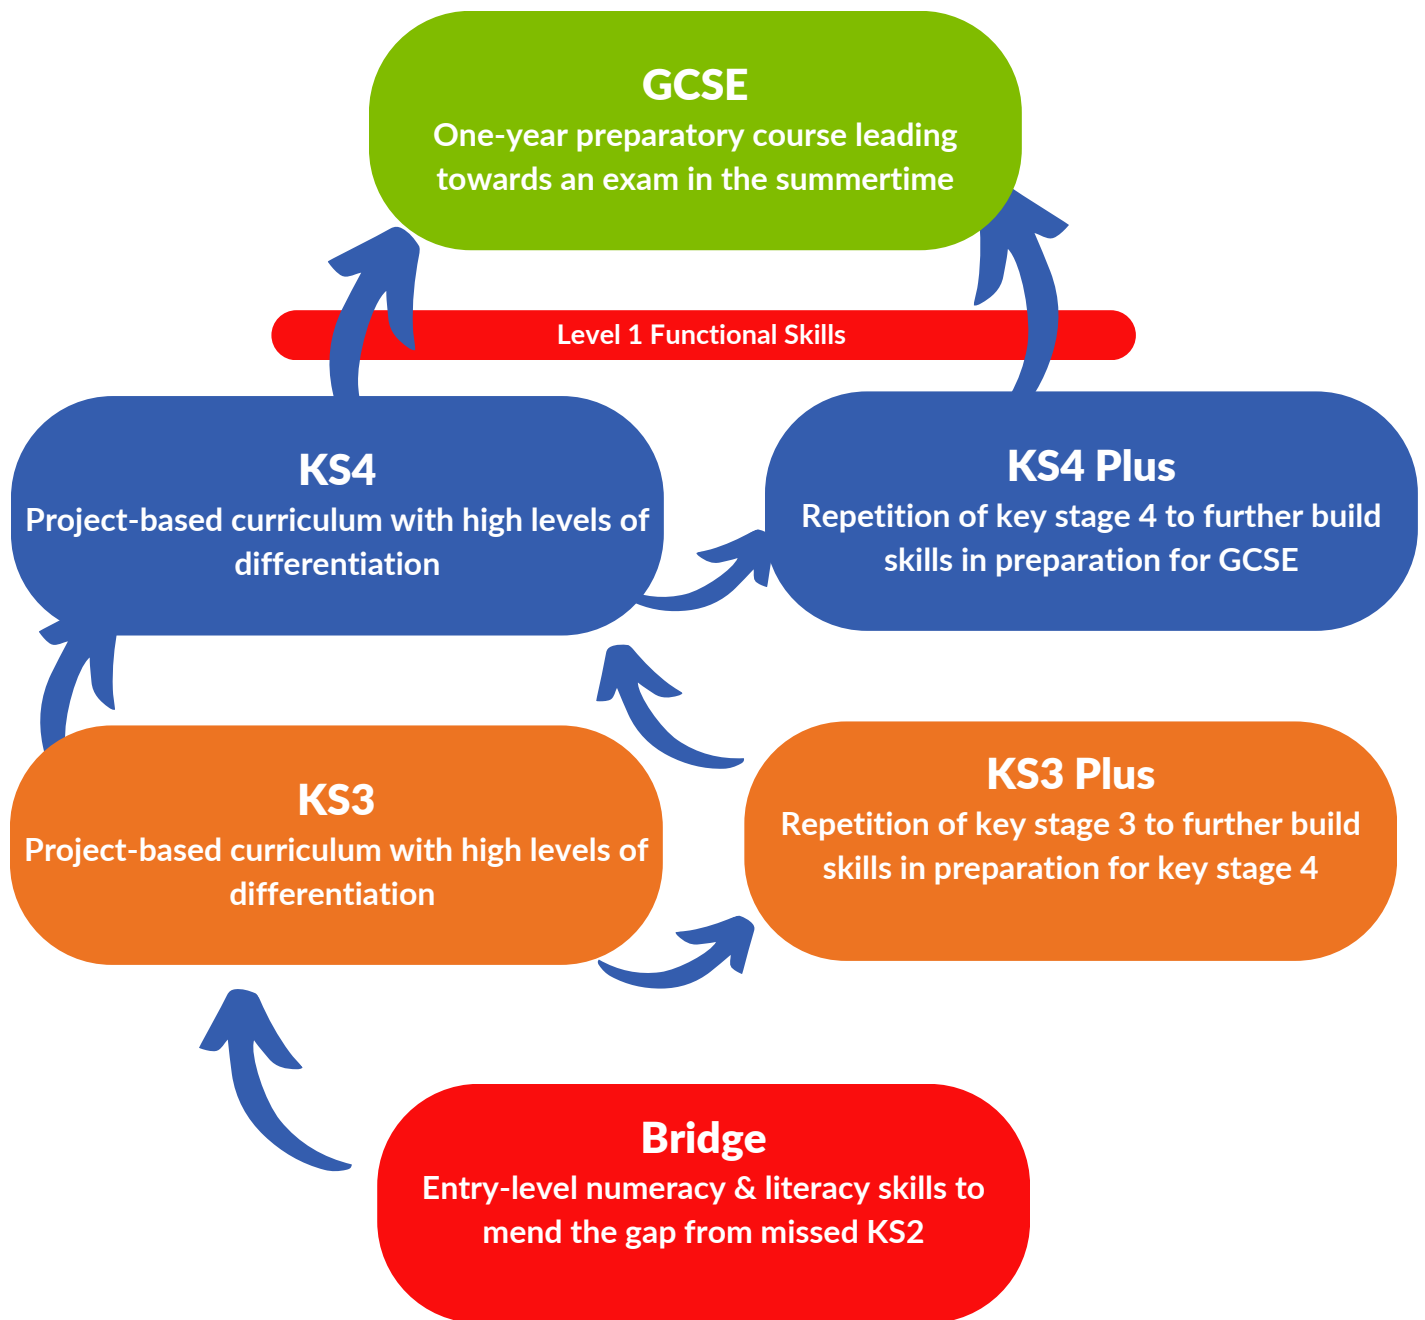 GCSE
One-year preparatory course leading
towards an exam in the summertime
Level 1 Functional Skills
KS4
Project-based curriculum with high levels of
differentiation
KS4 Plus
Repetition of key stage 4 to further build
skills in preparation for GCSE
KS3
Project-based curriculum with high levels of
differentiation
KS3 Plus
Repetition of key stage 3 to further build
skills in preparation for key stage 4
Bridge
Entry-level numeracy & literacy skills to
mend the gap from missed KS2